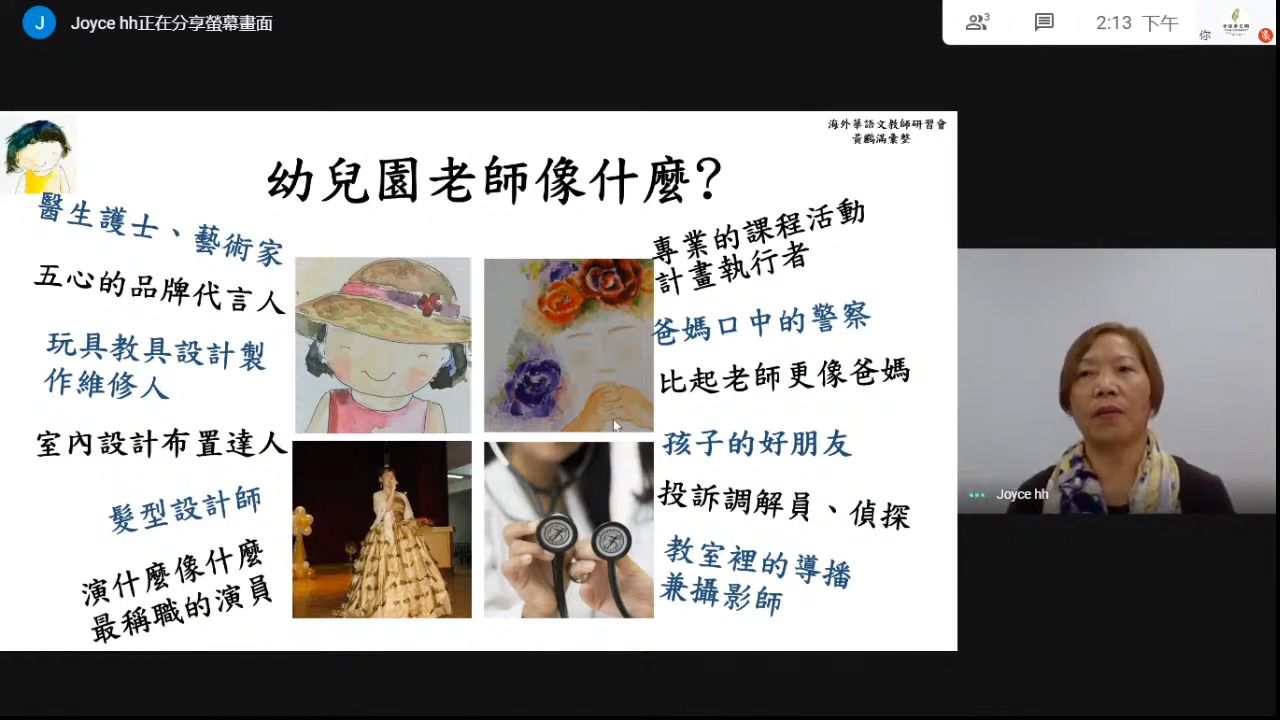 J
Joyce hh正在分享螢幕畫面
3
2:13 下午
你
海外華語文教師研習會
黃鸝滿彙整
幼兒園老師像什麼?
醫生護士、藝術家
五心的品牌代言人
玩具教具設計製
作維修人
室內設計布置達人
髮型設計師
演什麼像什麼
最稱職的演員
專業的課程活動
計畫執行者
爸媽口中的警察
比起老師更像爸媽
孩子的好朋友
投訴調解員、偵探
教室裡的導播
兼攝影師
Joyce hh